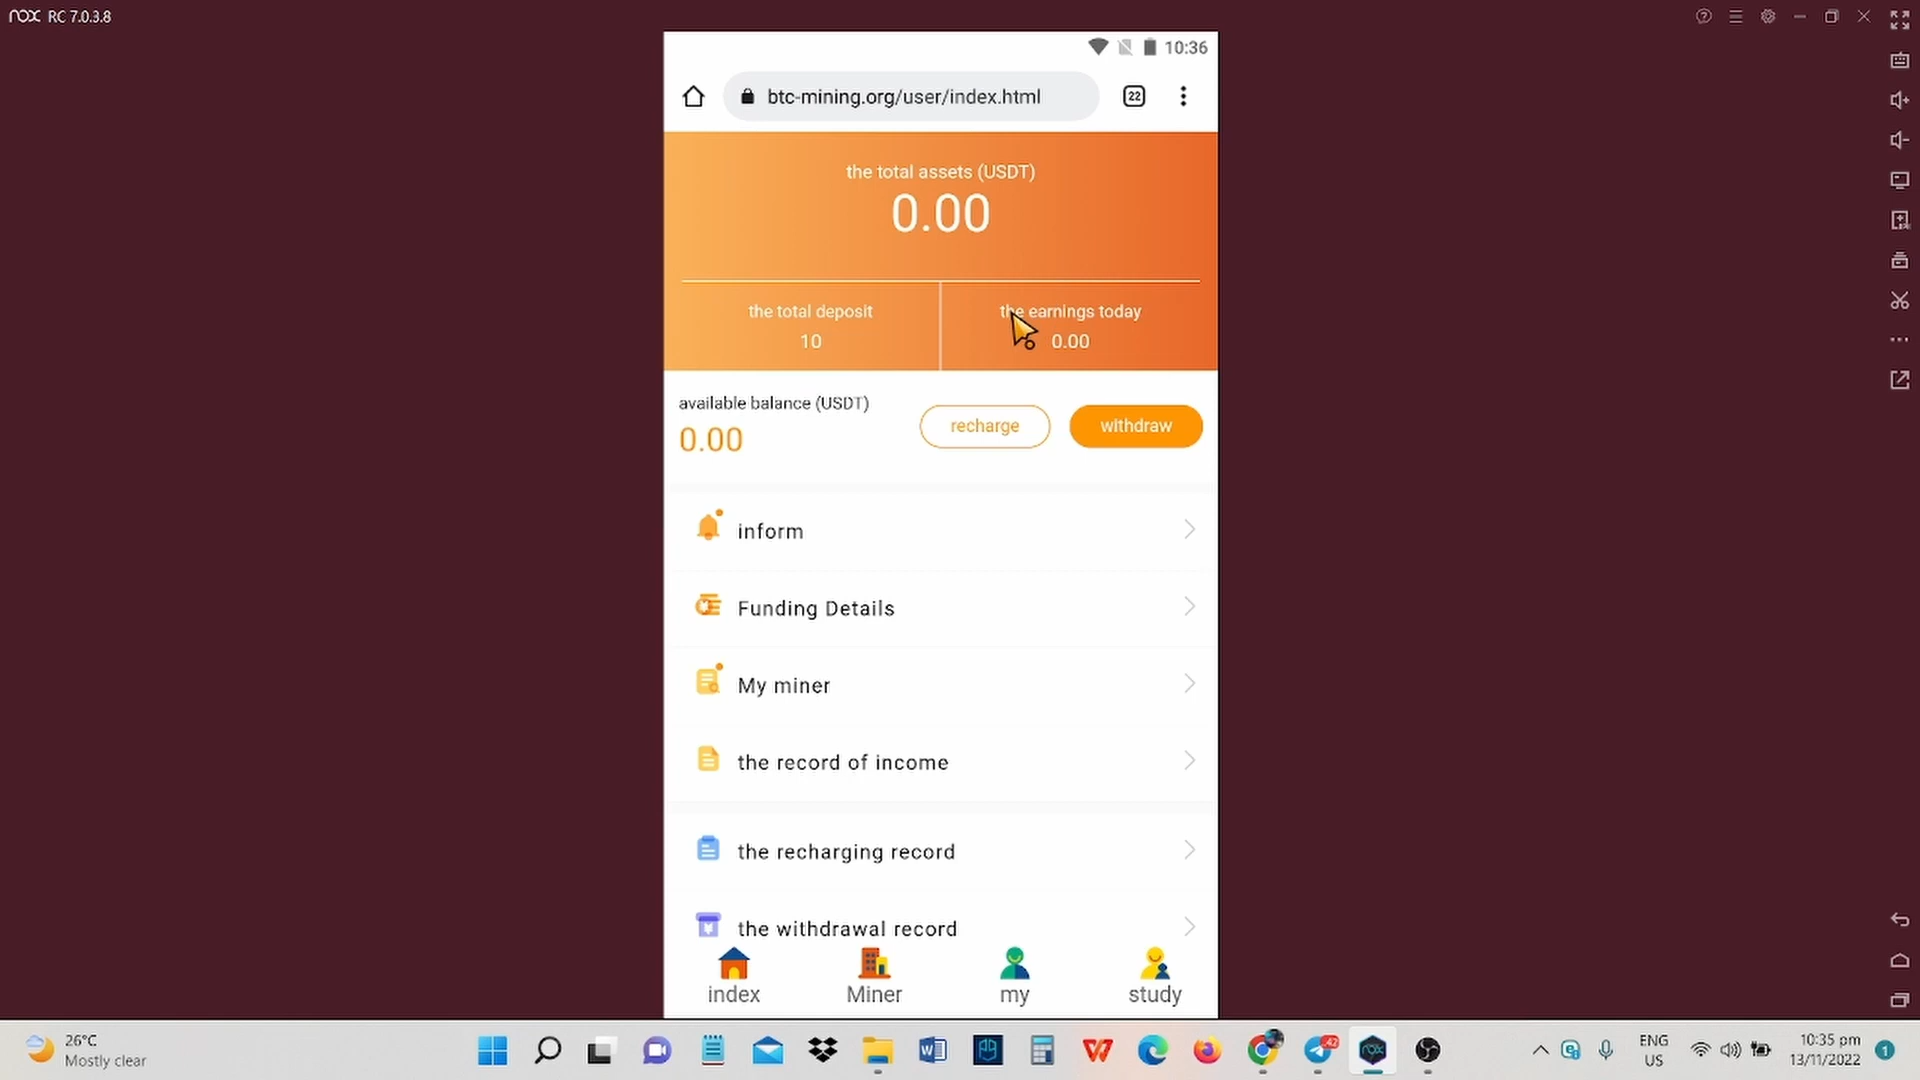 nox RC 7.0.3.8
10:36
btc-mining.org/user/index.html
22
the total assets (USDT)
0.00
the total deposit
10
the earnings today
0.00
available balance (USDT)
0.00
recharge
withdraw
inform
Funding Details
My miner
the record of income
the recharging record
the withdrawal record
index
Miner
my
study
26°C
Mostly clear
42
nox
ENG
US
10:35 pm
13/11/2022
1